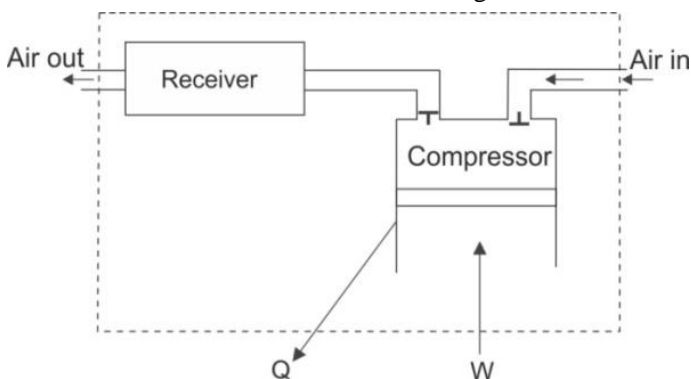 Air out
Receiver
Air in
Compressor
Q
W